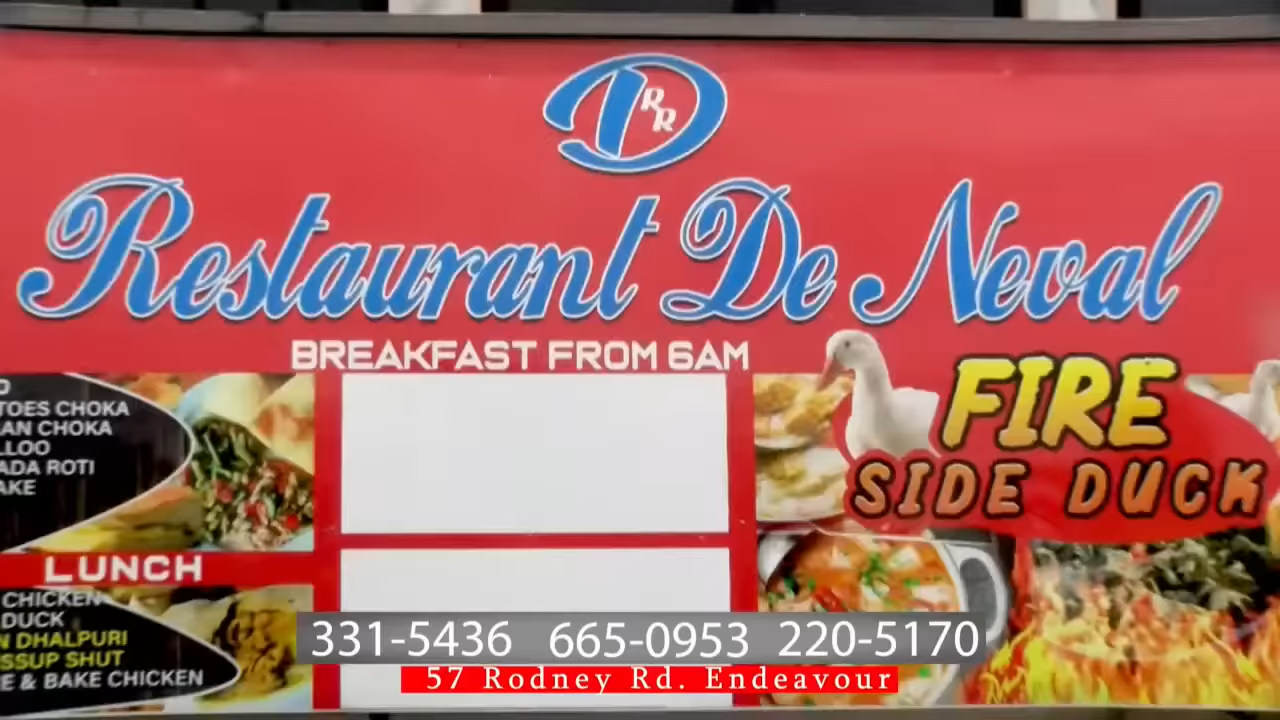 D
R
R
Restaurant De Neval
BREAKFAST FROM 6AM
FIRE
SIDE DUCK
TOES CHOKA
AN CHOKA
LLOO
ADA ROTI
AKE
LUNCH
CHICKEN
DUCK
N DHALPURI
SSUP SHUT
E & BAKE CHICKEN
331-5436 665-0953 220-5170
57 Rodney Rd. Endeavour